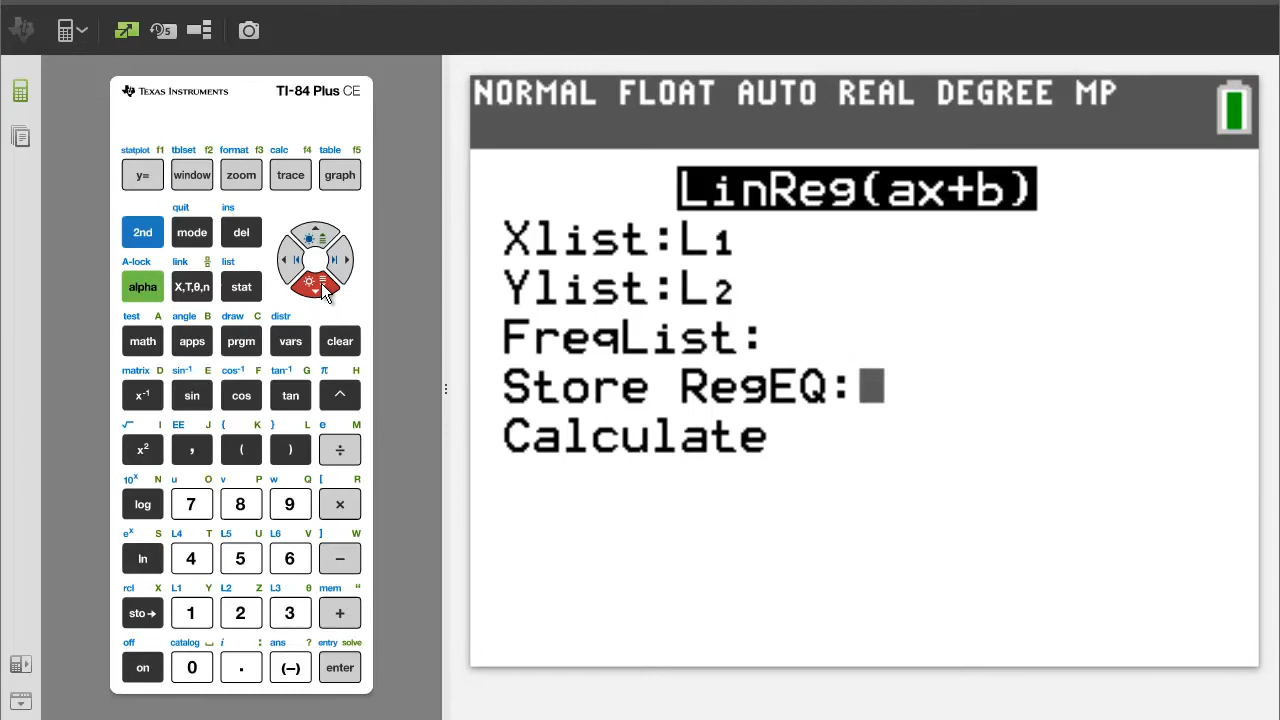 NORMAL FLOAT AUTO REAL DEGREE MP
LinReg(ax+b)
Xlist:L1
Ylist:L2
FreqList:
Store RegEQ:
Calculate
TEXAS INSTRUMENTS TI-84 Plus CE
statplot f1 tblset f2 format f3 calc f4 table f5
y= window zoom trace graph
quit ins
2nd mode del
A-lock link list
alpha X,T,θ,n stat
test A angle B draw C distr
math apps prgm vars clear
matrix D sin⁻¹ E cos⁻¹ F tan⁻¹ G π H
x⁻¹ sin cos tan ^
√ I EE J { K } L e M
x² , ( ) ÷
10ˣ N u O v P w Q [ R
log 7 8 9 ×
eˣ S L4 T L5 U L6 V ] W
ln 4 5 6 −
rcl X L1 Y L2 Z L3 θ mem “
sto→ 1 2 3 +
off catalog ⎵ i : ans ? entry solve
on 0 . (–) enter
5